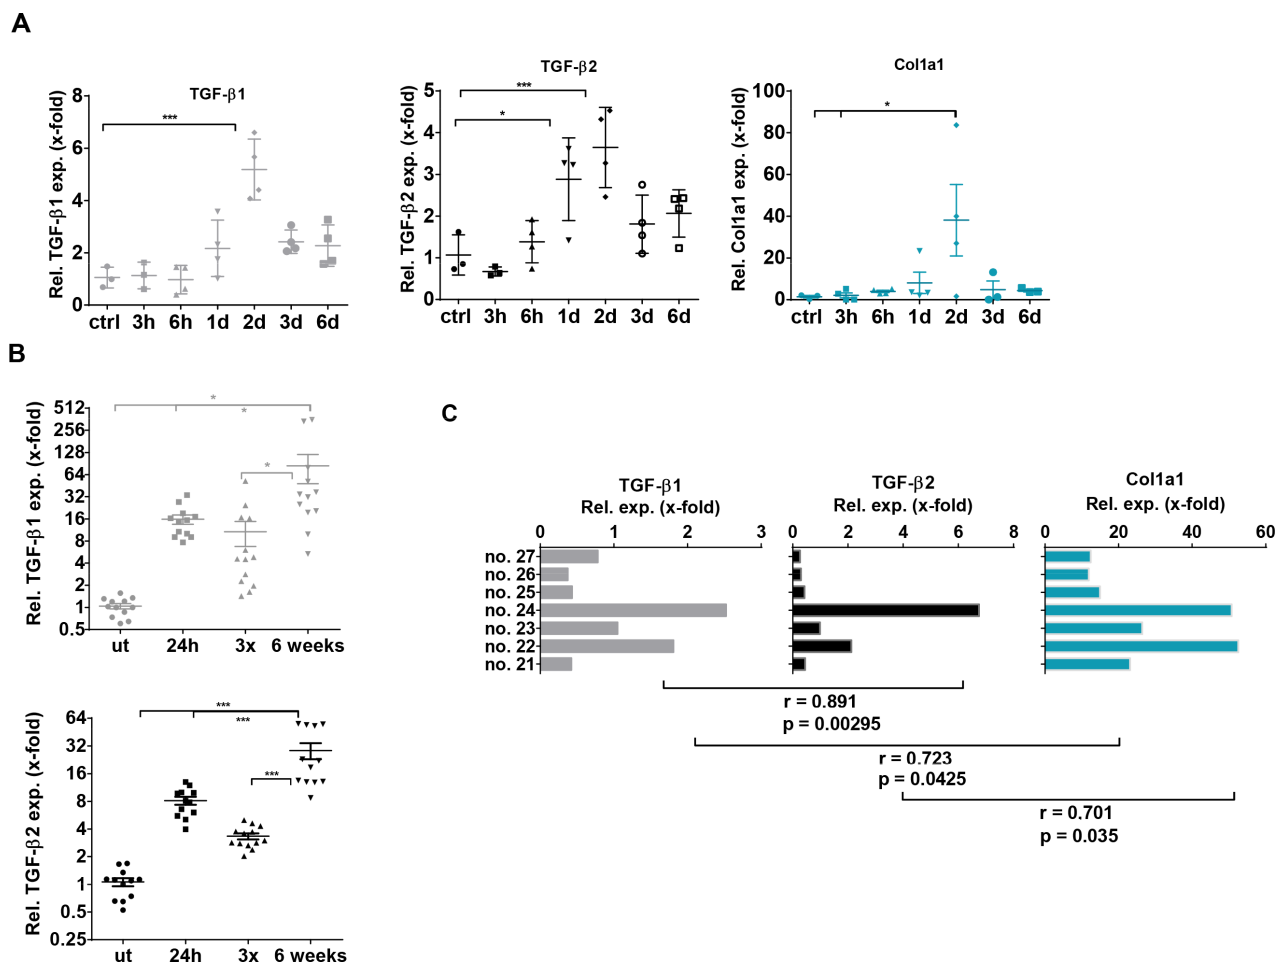 A
TGF-β1
Rel. TGF-β1 exp. (x-fold)
8
6
4
2
0
***
ctrl 3h 6h 1d 2d 3d 6d
TGF-β2
Rel. TGF-β2 exp. (x-fold)
5
4
3
2
1
0
***
*
ctrl 3h 6h 1d 2d 3d 6d
Col1a1
Rel. Col1a1 exp. (x-fold)
100
80
60
40
20
0
*
ctrl 3h 6h 1d 2d 3d 6d
B
Rel. TGF-β1 exp. (x-fold)
512
256
128
64
32
16
8
4
2
1
0.5
*
*
*
ut 24h 3x 6 weeks
Rel. TGF-β2 exp. (x-fold)
64
32
16
8
4
2
1
0.5
0.25
***
***
***
ut 24h 3x 6 weeks
C
TGF-β1
Rel. exp. (x-fold)
0 1 2 3
TGF-β2
Rel. exp. (x-fold)
0 2 4 6 8
Col1a1
Rel. exp. (x-fold)
0 20 40 60
no. 27
no. 26
no. 25
no. 24
no. 23
no. 22
no. 21
r = 0.891
p = 0.00295
r = 0.723
p = 0.0425
r = 0.701
p = 0.035